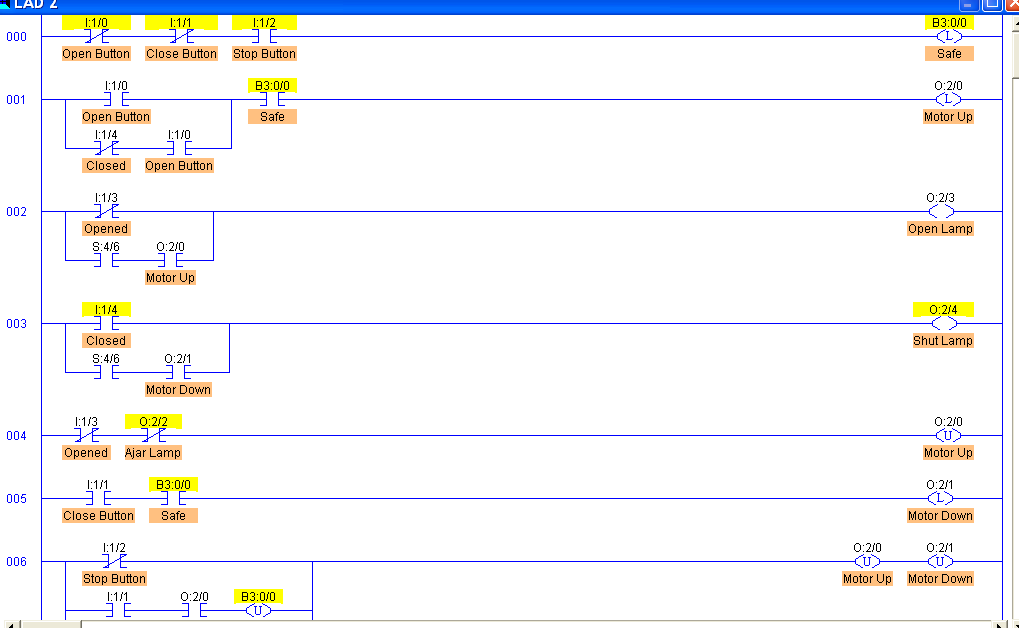 LAD 2
I:1/0 I:1/1 I:1/2 B3:0/0
000 L
Open Button Close Button Stop Button Safe
I:1/0 B3:0/0 O:2/0
001 L
Open Button Safe Motor Up
I:1/4 I:1/0
Closed Open Button
I:1/3 O:2/3
002
Opened Open Lamp
S:4/6 O:2/0
Motor Up
I:1/4 O:2/4
003
Closed Shut Lamp
S:4/6 O:2/1
Motor Down
I:1/3 O:2/2 O:2/0
004 U
Opened Ajar Lamp Motor Up
I:1/1 B3:0/0 O:2/1
005 L
Close Button Safe Motor Down
I:1/2 O:2/0 O:2/1
006 U U
Stop Button Motor Up Motor Down
I:1/1 O:2/0 B3:0/0
U